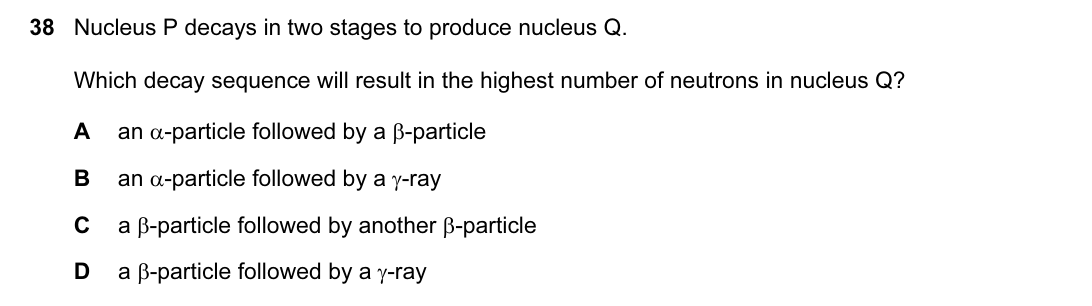 38 Nucleus P decays in two stages to produce nucleus Q.
Which decay sequence will result in the highest number of neutrons in nucleus Q?
A an α-particle followed by a β-particle
B an α-particle followed by a γ-ray
C a β-particle followed by another β-particle
D a β-particle followed by a γ-ray